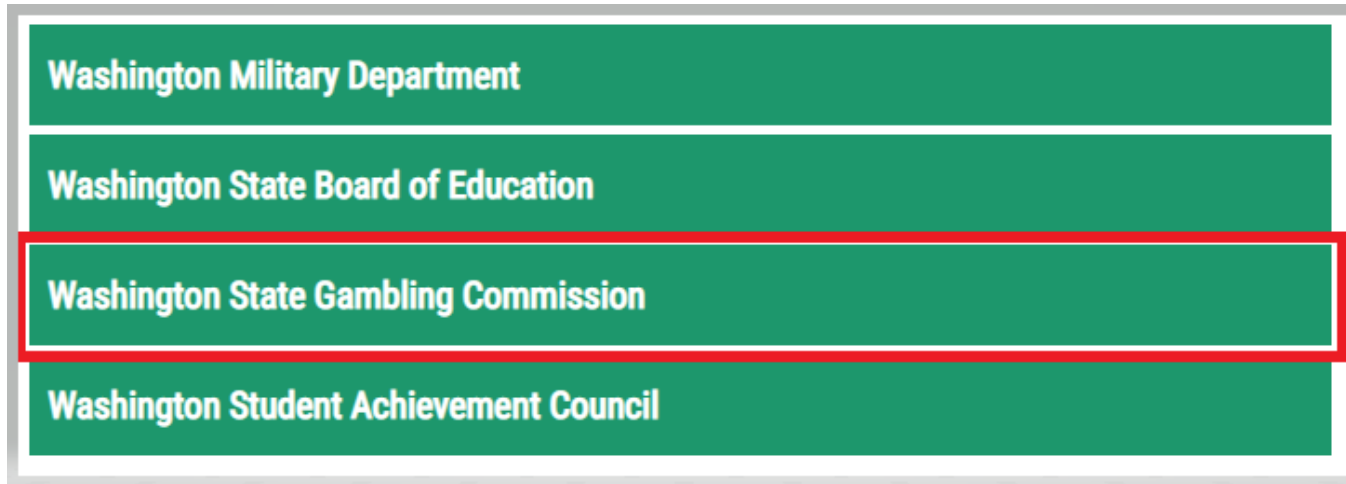 Washington Military Department
Washington State Board of Education
Washington State Gambling Commission
Washington Student Achievement Council